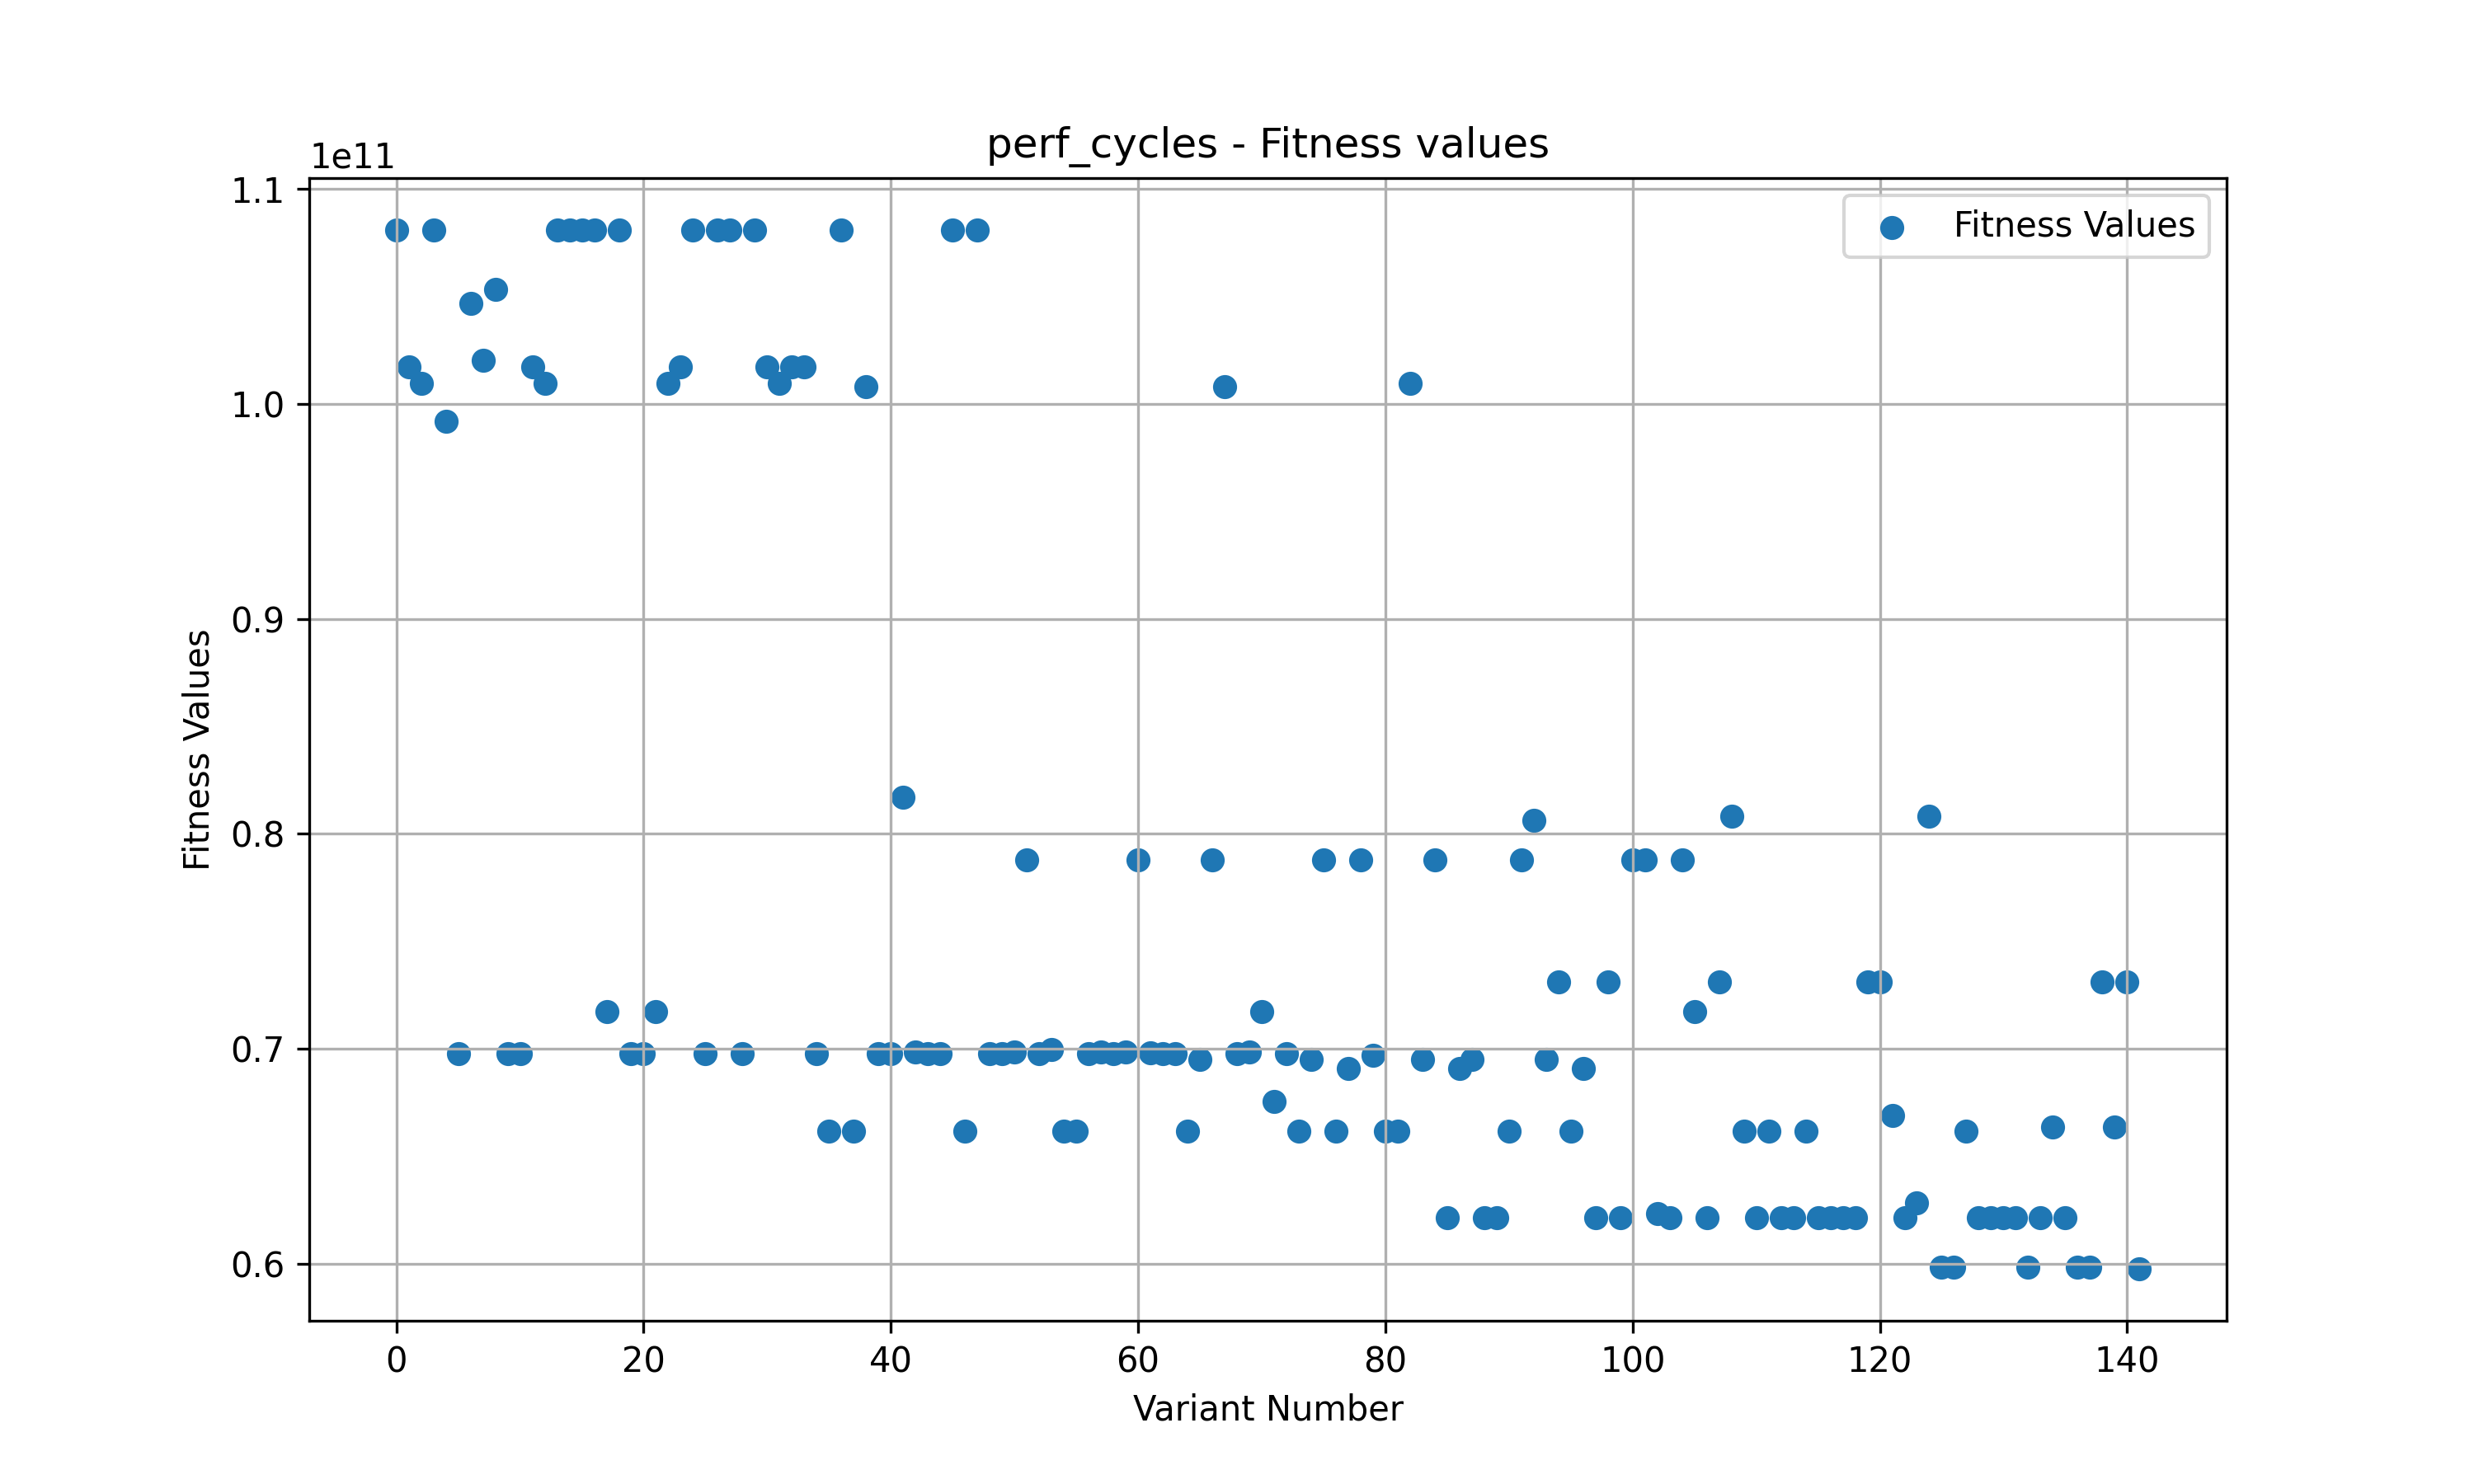 perf_cycles - Fitness values
1e11
1.1
1.0
0.9
0.8
0.7
0.6
Fitness Values
Fitness Values
0 20 40 60 80 100 120 140
Variant Number